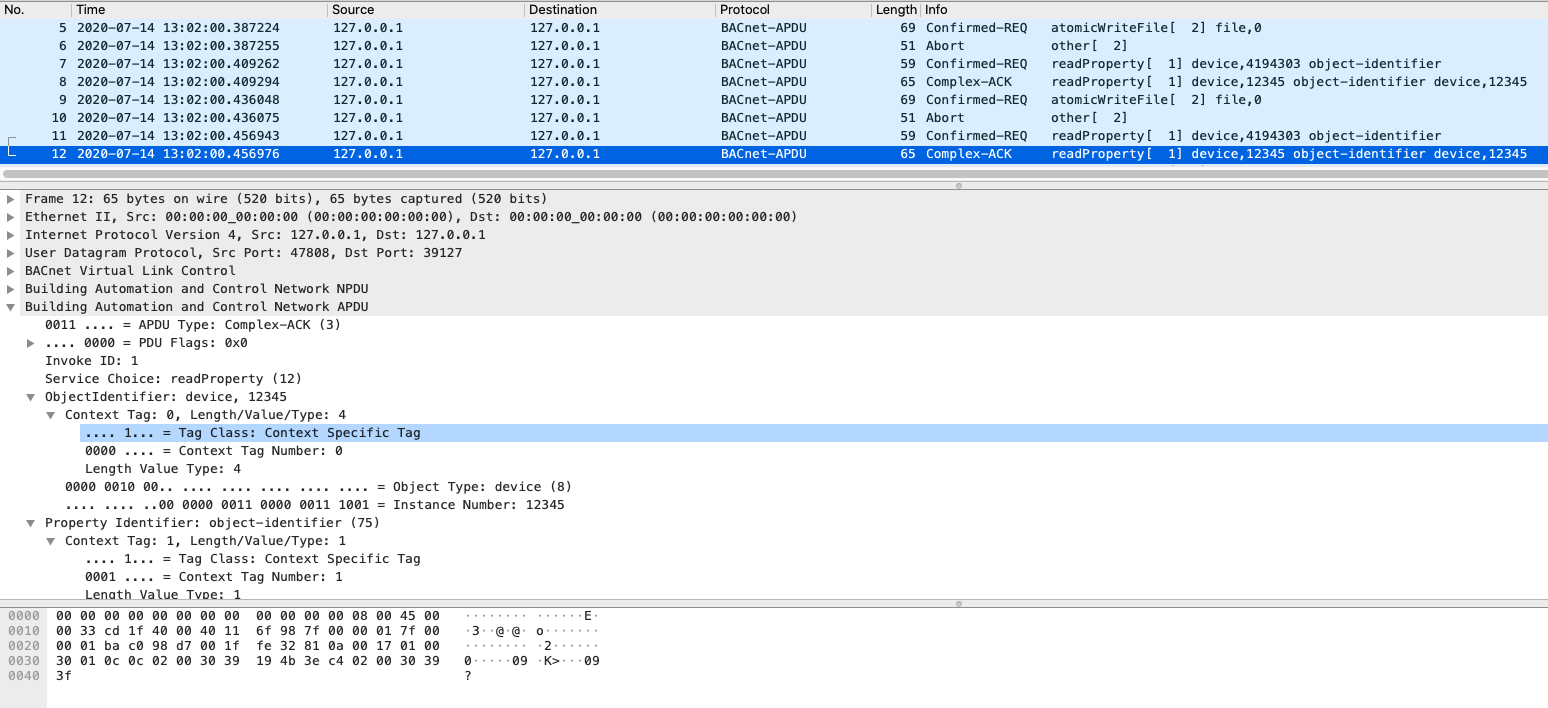 No. Time Source Destination Protocol Length Info
5 2020-07-14 13:02:00.387224 127.0.0.1 127.0.0.1 BACnet-APDU 69 Confirmed-REQ atomicWriteFile[ 2] file,0
6 2020-07-14 13:02:00.387255 127.0.0.1 127.0.0.1 BACnet-APDU 51 Abort other[ 2]
7 2020-07-14 13:02:00.409262 127.0.0.1 127.0.0.1 BACnet-APDU 59 Confirmed-REQ readProperty[ 1] device,4194303 object-identifier
8 2020-07-14 13:02:00.409294 127.0.0.1 127.0.0.1 BACnet-APDU 65 Complex-ACK readProperty[ 1] device,12345 object-identifier device,12345
9 2020-07-14 13:02:00.436048 127.0.0.1 127.0.0.1 BACnet-APDU 69 Confirmed-REQ atomicWriteFile[ 2] file,0
10 2020-07-14 13:02:00.436075 127.0.0.1 127.0.0.1 BACnet-APDU 51 Abort other[ 2]
11 2020-07-14 13:02:00.456943 127.0.0.1 127.0.0.1 BACnet-APDU 59 Confirmed-REQ readProperty[ 1] device,4194303 object-identifier
12 2020-07-14 13:02:00.456976 127.0.0.1 127.0.0.1 BACnet-APDU 65 Complex-ACK readProperty[ 1] device,12345 object-identifier device,12345
Frame 12: 65 bytes on wire (520 bits), 65 bytes captured (520 bits)
Ethernet II, Src: 00:00:00_00:00:00 (00:00:00:00:00:00), Dst: 00:00:00_00:00:00 (00:00:00:00:00:00)
Internet Protocol Version 4, Src: 127.0.0.1, Dst: 127.0.0.1
User Datagram Protocol, Src Port: 47808, Dst Port: 39127
BACnet Virtual Link Control
Building Automation and Control Network NPDU
Building Automation and Control Network APDU
0011 .... = APDU Type: Complex-ACK (3)
.... 0000 = PDU Flags: 0x0
Invoke ID: 1
Service Choice: readProperty (12)
ObjectIdentifier: device, 12345
Context Tag: 0, Length/Value/Type: 4
.... 1... = Tag Class: Context Specific Tag
0000 .... = Context Tag Number: 0
Length Value Type: 4
0000 0010 00.. .... .... .... .... .... = Object Type: device (8)
.... .... ..00 0000 0011 0000 0011 1001 = Instance Number: 12345
Property Identifier: object-identifier (75)
Context Tag: 1, Length/Value/Type: 1
.... 1... = Tag Class: Context Specific Tag
0001 .... = Context Tag Number: 1
Length Value Type: 1
0000 00 00 00 00 00 00 00 00 00 00 00 00 08 00 45 00 ········ ······E·
0010 00 33 cd 1f 40 00 40 11 6f 98 7f 00 00 01 7f 00 ·3··@·@· o·······
0020 00 01 ba c0 98 d7 00 1f fe 32 81 0a 00 17 01 00 ········ ·2······
0030 30 01 0c 0c 02 00 30 39 19 4b 3e c4 02 00 30 39 0·····09 ·K>···09
0040 3f ?